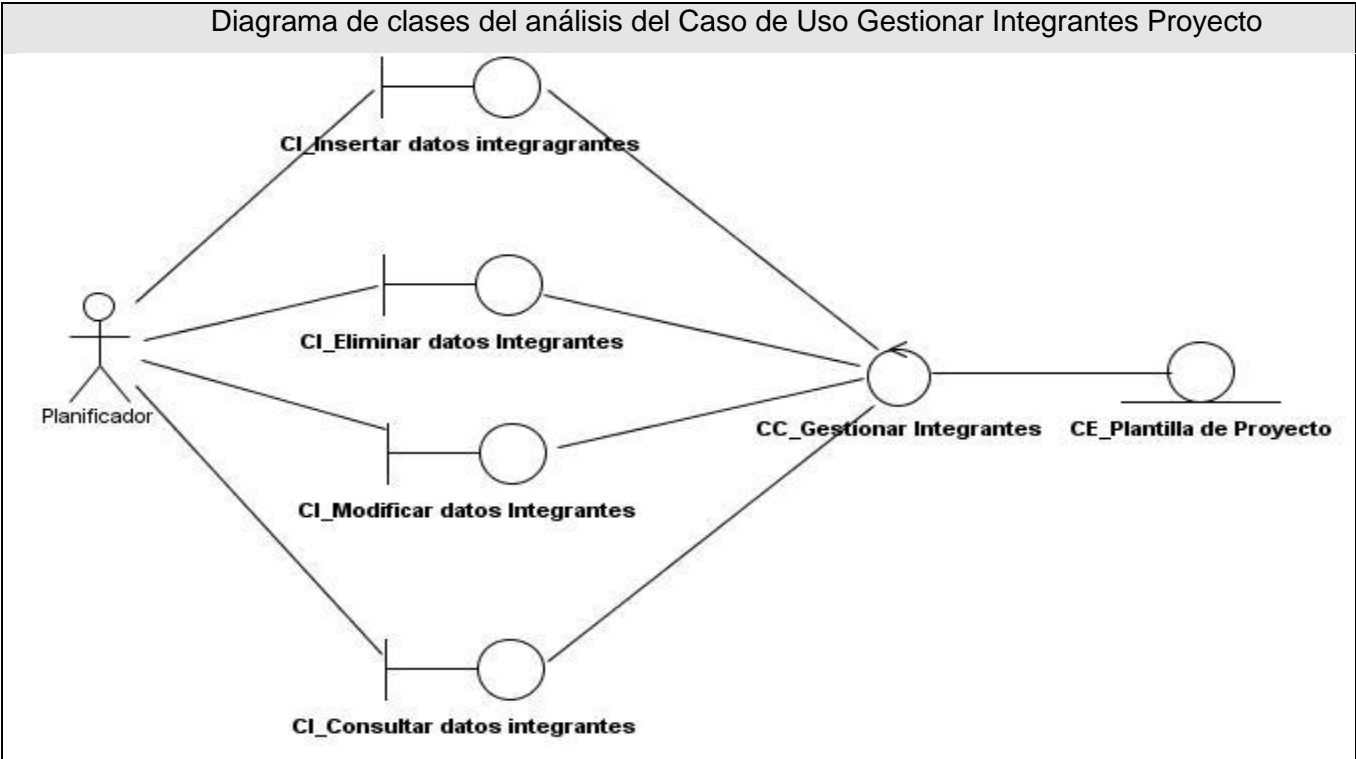 Diagrama de clases del análisis del Caso de Uso Gestionar Integrantes Proyecto
CI_Insertar datos integragrantes
CI_Eliminar datos Integrantes
Planificador
CC_Gestionar Integrantes
CE_Plantilla de Proyecto
CI_Modificar datos Integrantes
CI_Consultar datos integrantes